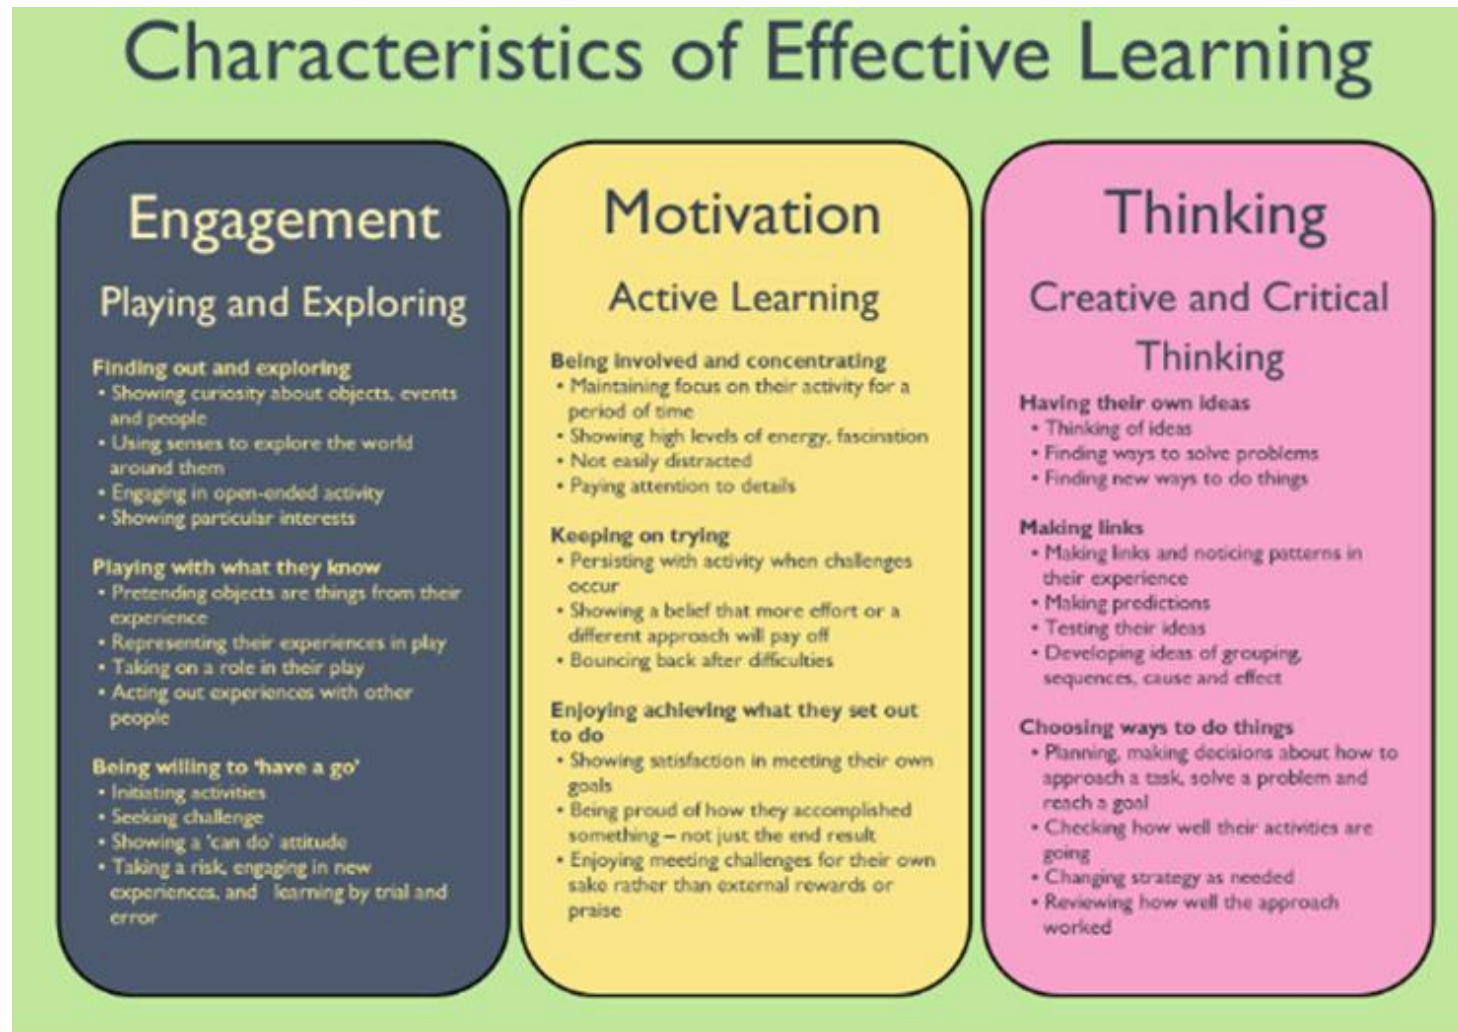 Characteristics of Effective Learning
Engagement
Playing and Exploring
Finding out and exploring
• Showing curiosity about objects, events
and people
• Using senses to explore the world
around them
• Engaging in open-ended activity
• Showing particular interests
Playing with what they know
• Pretending objects are things from their
experience
• Representing their experiences in play
• Taking on a role in their play
• Acting out experiences with other
people
Being willing to ‘have a go’
• Initiating activities
• Seeking challenge
• Showing a ‘can do’ attitude
• Taking a risk, engaging in new
experiences, and learning by trial and
error
Motivation
Active Learning
Being involved and concentrating
• Maintaining focus on their activity for a
period of time
• Showing high levels of energy, fascination
• Not easily distracted
• Paying attention to details
Keeping on trying
• Persisting with activity when challenges
occur
• Showing a belief that more effort or a
different approach will pay off
• Bouncing back after difficulties
Enjoying achieving what they set out
to do
• Showing satisfaction in meeting their own
goals
• Being proud of how they accomplished
something – not just the end result
• Enjoying meeting challenges for their own
sake rather than external rewards or
praise
Thinking
Creative and Critical
Thinking
Having their own ideas
• Thinking of ideas
• Finding ways to solve problems
• Finding new ways to do things
Making links
• Making links and noticing patterns in
their experience
• Making predictions
• Testing their ideas
• Developing ideas of grouping,
sequences, cause and effect
Choosing ways to do things
• Planning, making decisions about how to
approach a task, solve a problem and
reach a goal
• Checking how well their activities are
going
• Changing strategy as needed
• Reviewing how well the approach
worked